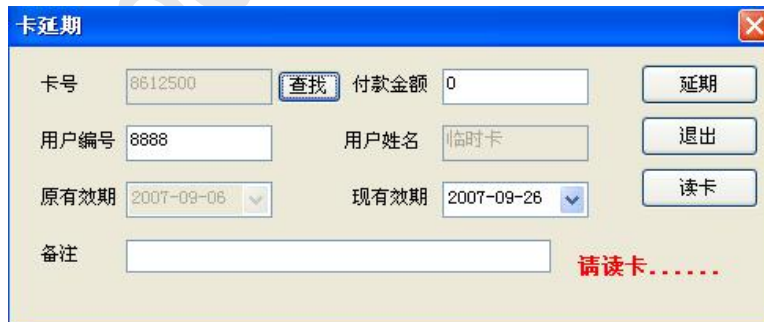 卡延期
卡号 8612500 查找 付款金额 0 延期
用户编号 8888 用户姓名 临时卡 退出
原有效期 2007-09-06 现有效期 2007-09-26 读卡
备注
请读卡......